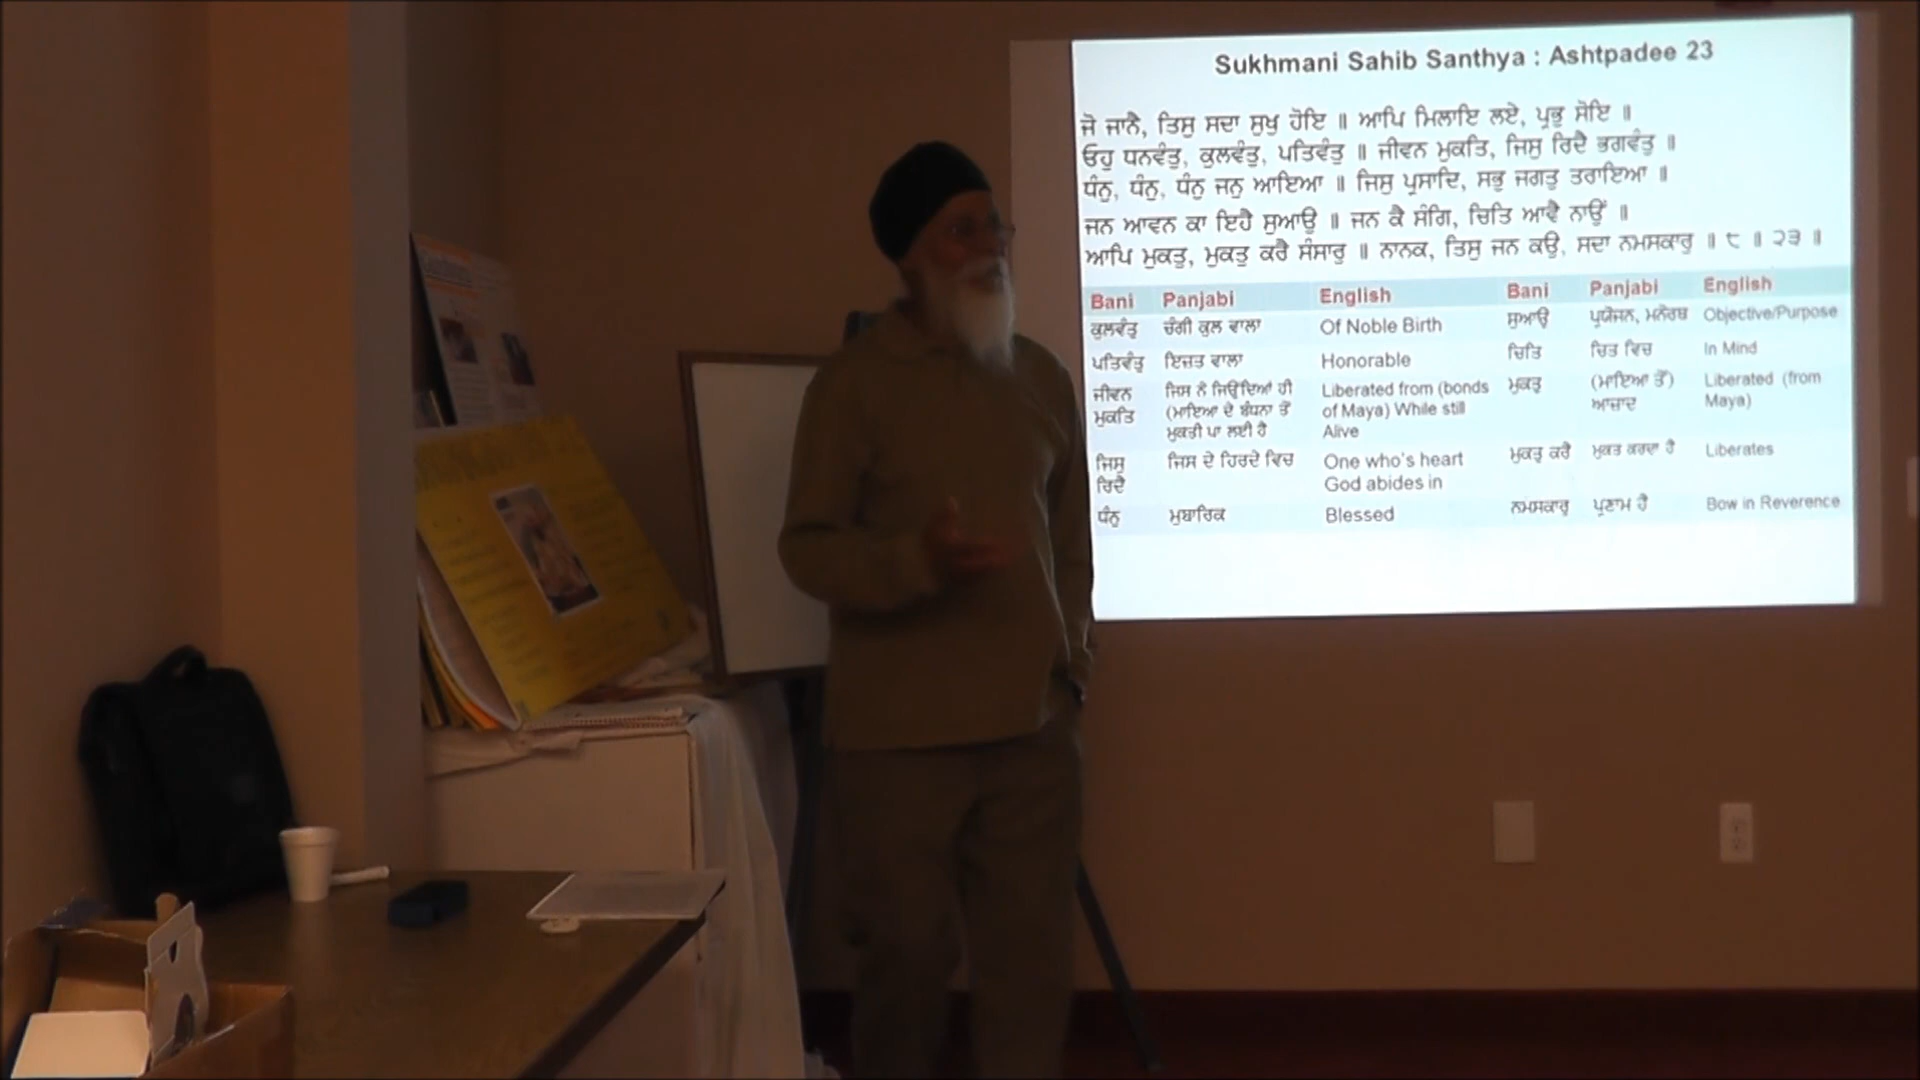 Sukhmani Sahib Santhya : Ashtpadee 23
ਜੋ ਜਾਨੈ, ਤਿਸੁ ਸਦਾ ਸੁਖੁ ਹੋਇ ॥ ਆਪਿ ਮਿਲਾਇ ਲਏ, ਪ੍ਰਭੁ ਸੋਇ ॥
ਓਹੁ ਧਨਵੰਤੁ, ਕੁਲਵੰਤੁ, ਪਤਿਵੰਤੁ ॥ ਜੀਵਨ ਮੁਕਤਿ, ਜਿਸੁ ਰਿਦੈ ਭਗਵੰਤੁ ॥
ਧੰਨੁ, ਧੰਨੁ, ਧੰਨੁ ਜਨੁ ਆਇਆ ॥ ਜਿਸੁ ਪ੍ਰਸਾਦਿ, ਸਭੁ ਜਗਤੁ ਤਰਾਇਆ ॥
ਜਨ ਆਵਨ ਕਾ ਇਹੈ ਸੁਆਉ ॥ ਜਨ ਕੈ ਸੰਗਿ, ਚਿਤਿ ਆਵੈ ਨਾਉਂ ॥
ਆਪਿ ਮੁਕਤੁ, ਮੁਕਤੁ ਕਰੈ ਸੰਸਾਰੁ ॥ ਨਾਨਕ, ਤਿਸੁ ਜਨ ਕਉ, ਸਦਾ ਨਮਸਕਾਰੁ ॥ ੮ ॥ ੨੩ ॥
Bani Panjabi English Bani Panjabi English
ਕੁਲਵੰਤੁ ਚੰਗੀ ਕੁਲ ਵਾਲਾ Of Noble Birth ਸੁਆਉ ਪ੍ਰਯੋਜਨ, ਮਨੋਰਥ Objective/Purpose
ਪਤਿਵੰਤੁ ਇਜ਼ਤ ਵਾਲਾ Honorable ਚਿਤਿ ਚਿਤ ਵਿਚ In Mind
ਜੀਵਨ ਜਿਸ ਨੇ ਜਿਉਂਦਿਆਂ ਹੀ Liberated from (bonds ਮੁਕਤੁ (ਮਾਇਆ ਤੋਂ) Liberated (from
ਮੁਕਤਿ (ਮਾਇਆ ਦੇ ਬੰਧਨਾ ਤੋਂ of Maya) While still ਆਜ਼ਾਦ Maya)
ਮੁਕਤੀ ਪਾ ਲਈ ਹੈ Alive
ਜਿਸੁ ਜਿਸ ਦੇ ਹਿਰਦੇ ਵਿਚ One who's heart ਮੁਕਤੁ ਕਰੈ ਮੁਕਤ ਕਰਦਾ ਹੈ Liberates
ਰਿਦੈ God abides in
ਧੰਨੁ ਮੁਬਾਰਿਕ Blessed ਨਮਸਕਾਰੁ ਪ੍ਰਣਾਮ ਹੈ Bow in Reverence